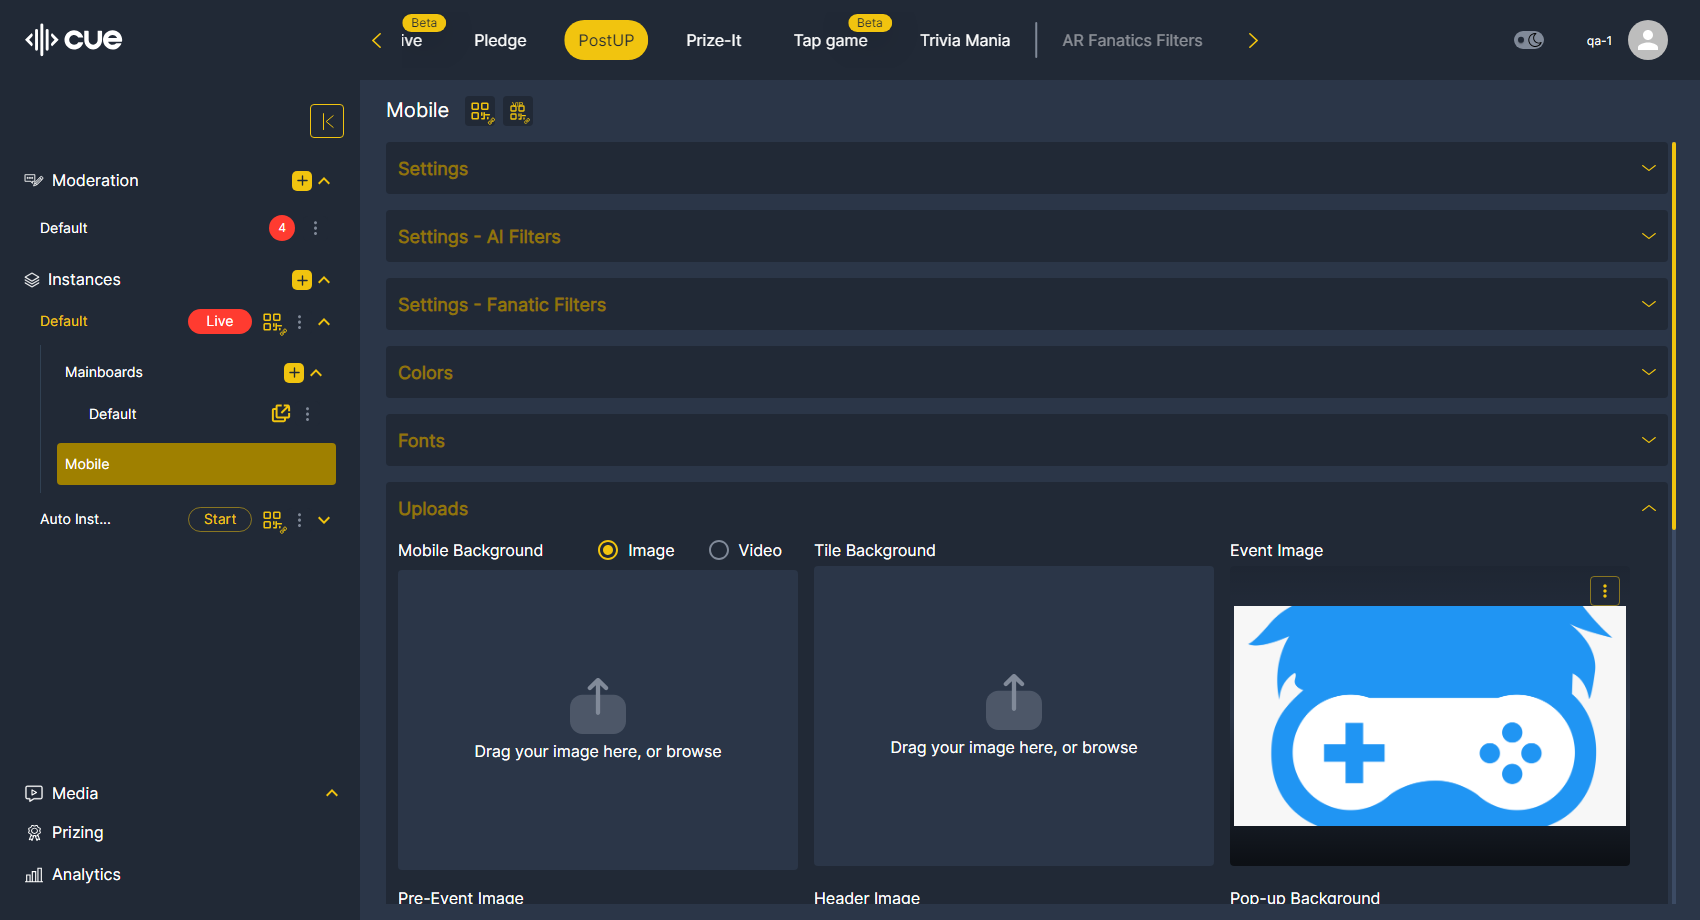 cue
Beta
ive
Pledge
PostUP
Prize-It
Beta
Tap game
Trivia Mania
AR Fanatics Filters
qa-1
Moderation
Default
4
Instances
Default
Live
Mainboards
Default
Mobile
Auto Inst...
Start
Media
Prizing
Analytics
Mobile
VIP
Settings
Settings - AI Filters
Settings - Fanatic Filters
Colors
Fonts
Uploads
Mobile Background
Image
Video
Tile Background
Event Image
Drag your image here, or browse
Drag your image here, or browse
Pre-Event Image
Header Image
Pop-up Background